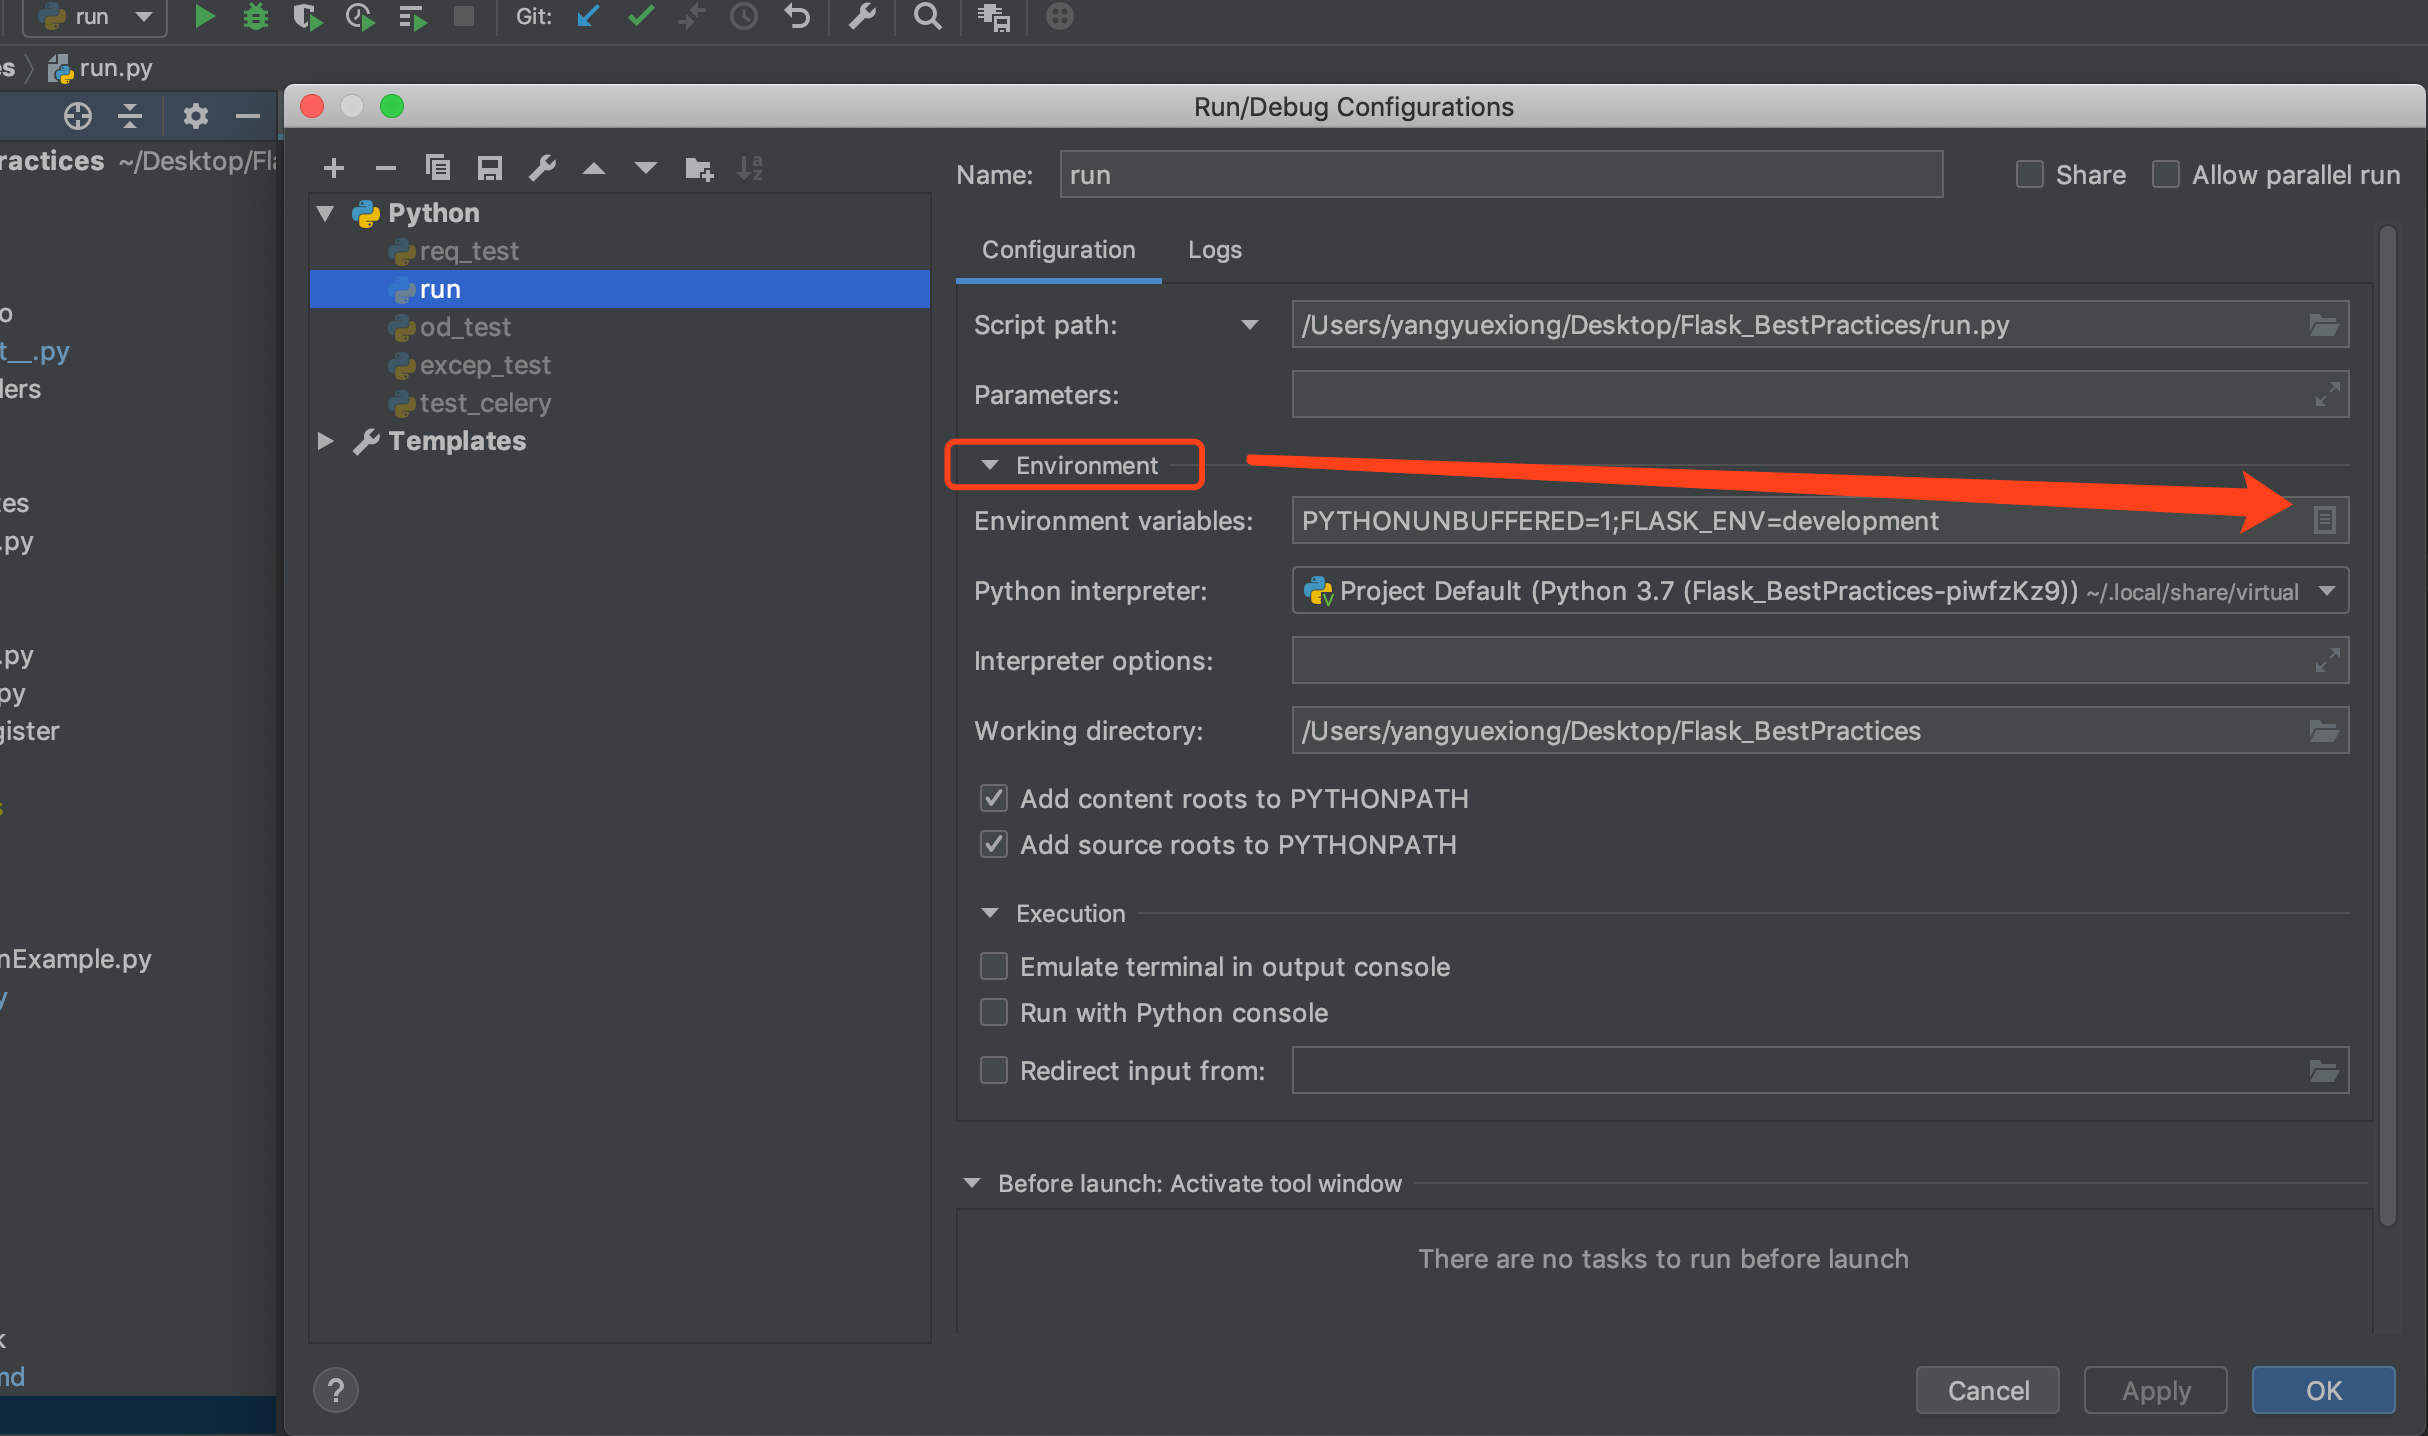 run
Git:
es
run.py
ractices ~/Desktop/Fla
o
t__.py
lers
tes
.py
.py
py
gister
s
nExample.py
y
k
md
Run/Debug Configurations
Python
req_test
run
od_test
excep_test
test_celery
Templates
Name: run
Share
Allow parallel run
Configuration
Logs
Script path: /Users/yangyuexiong/Desktop/Flask_BestPractices/run.py
Parameters:
Environment
Environment variables: PYTHONUNBUFFERED=1;FLASK_ENV=development
Python interpreter: Project Default (Python 3.7 (Flask_BestPractices-piwfzKz9)) ~/.local/share/virtual
Interpreter options:
Working directory: /Users/yangyuexiong/Desktop/Flask_BestPractices
Add content roots to PYTHONPATH
Add source roots to PYTHONPATH
Execution
Emulate terminal in output console
Run with Python console
Redirect input from:
Before launch: Activate tool window
There are no tasks to run before launch
?
Cancel
Apply
OK